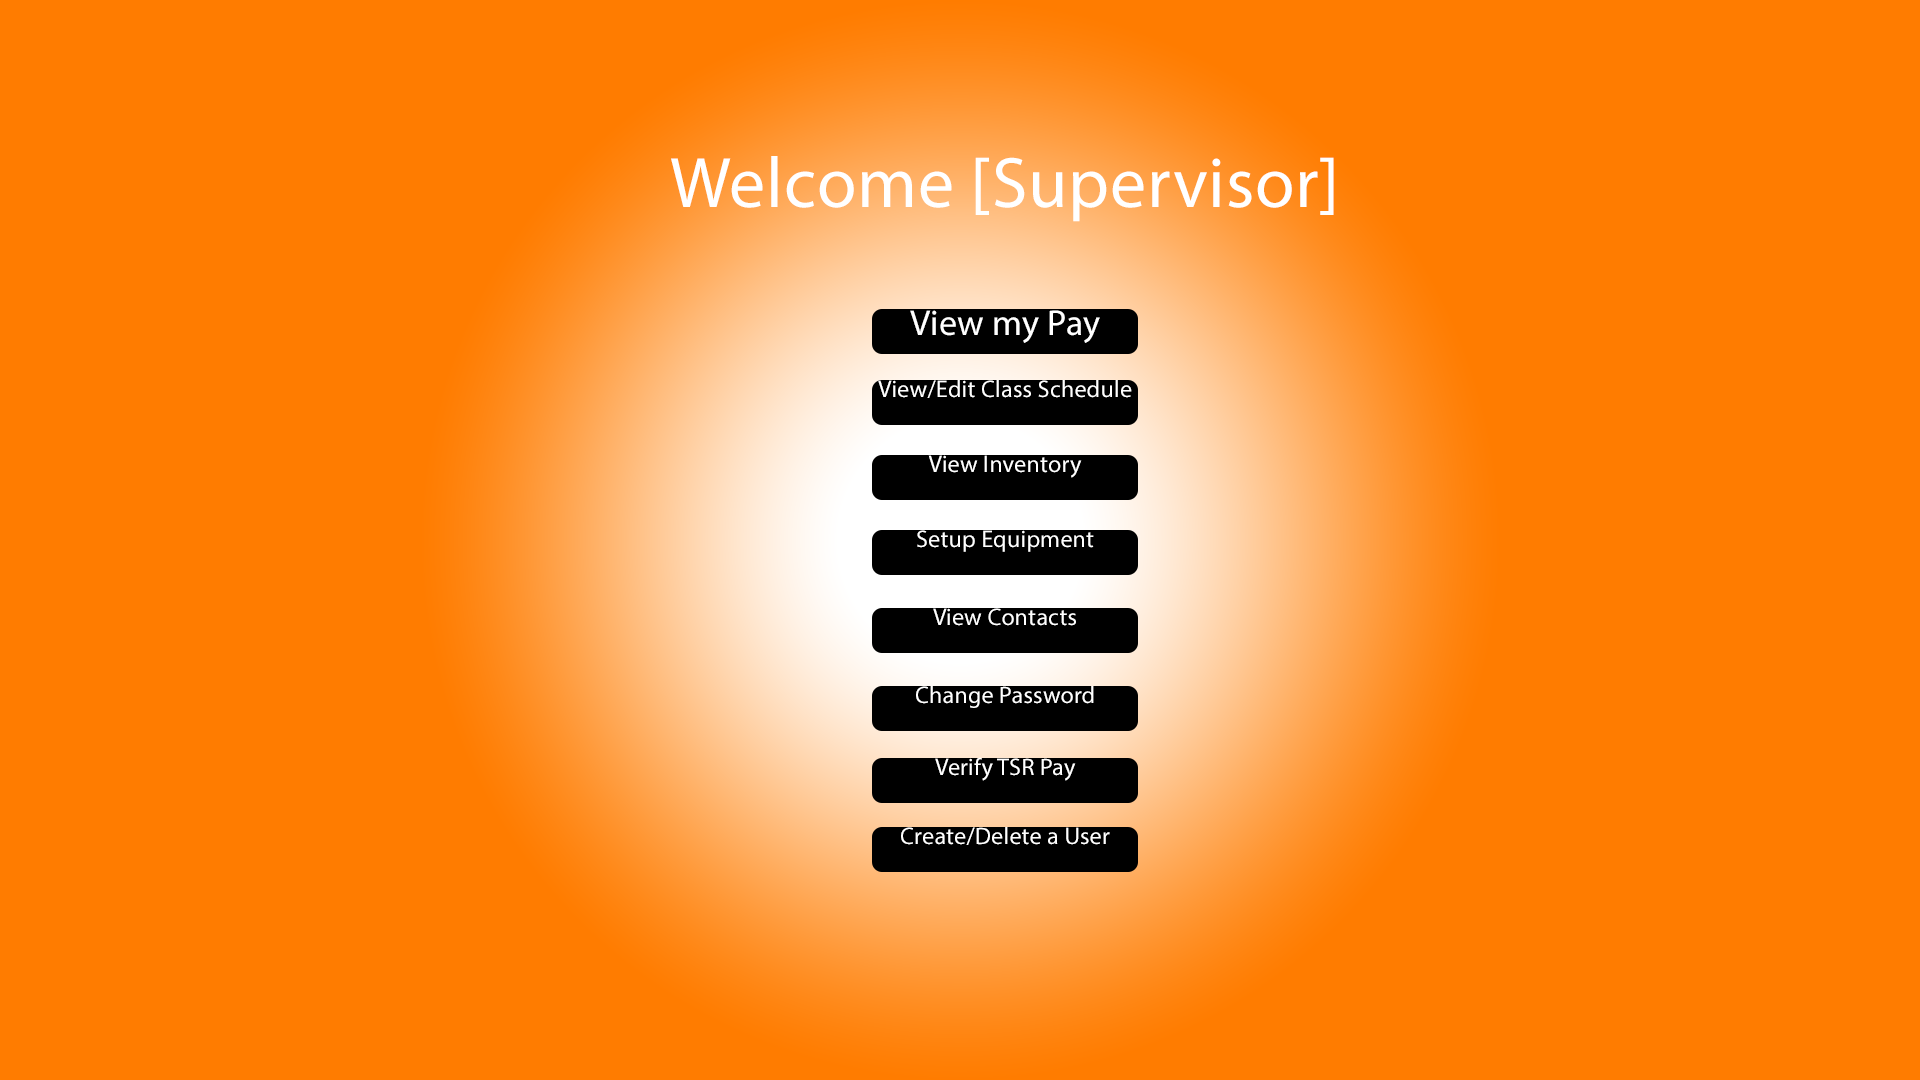 Welcome [Supervisor]
View my Pay
View/Edit Class Schedule
View Inventory
Setup Equipment
View Contacts
Change Password
Verify TSR Pay
Create/Delete a User